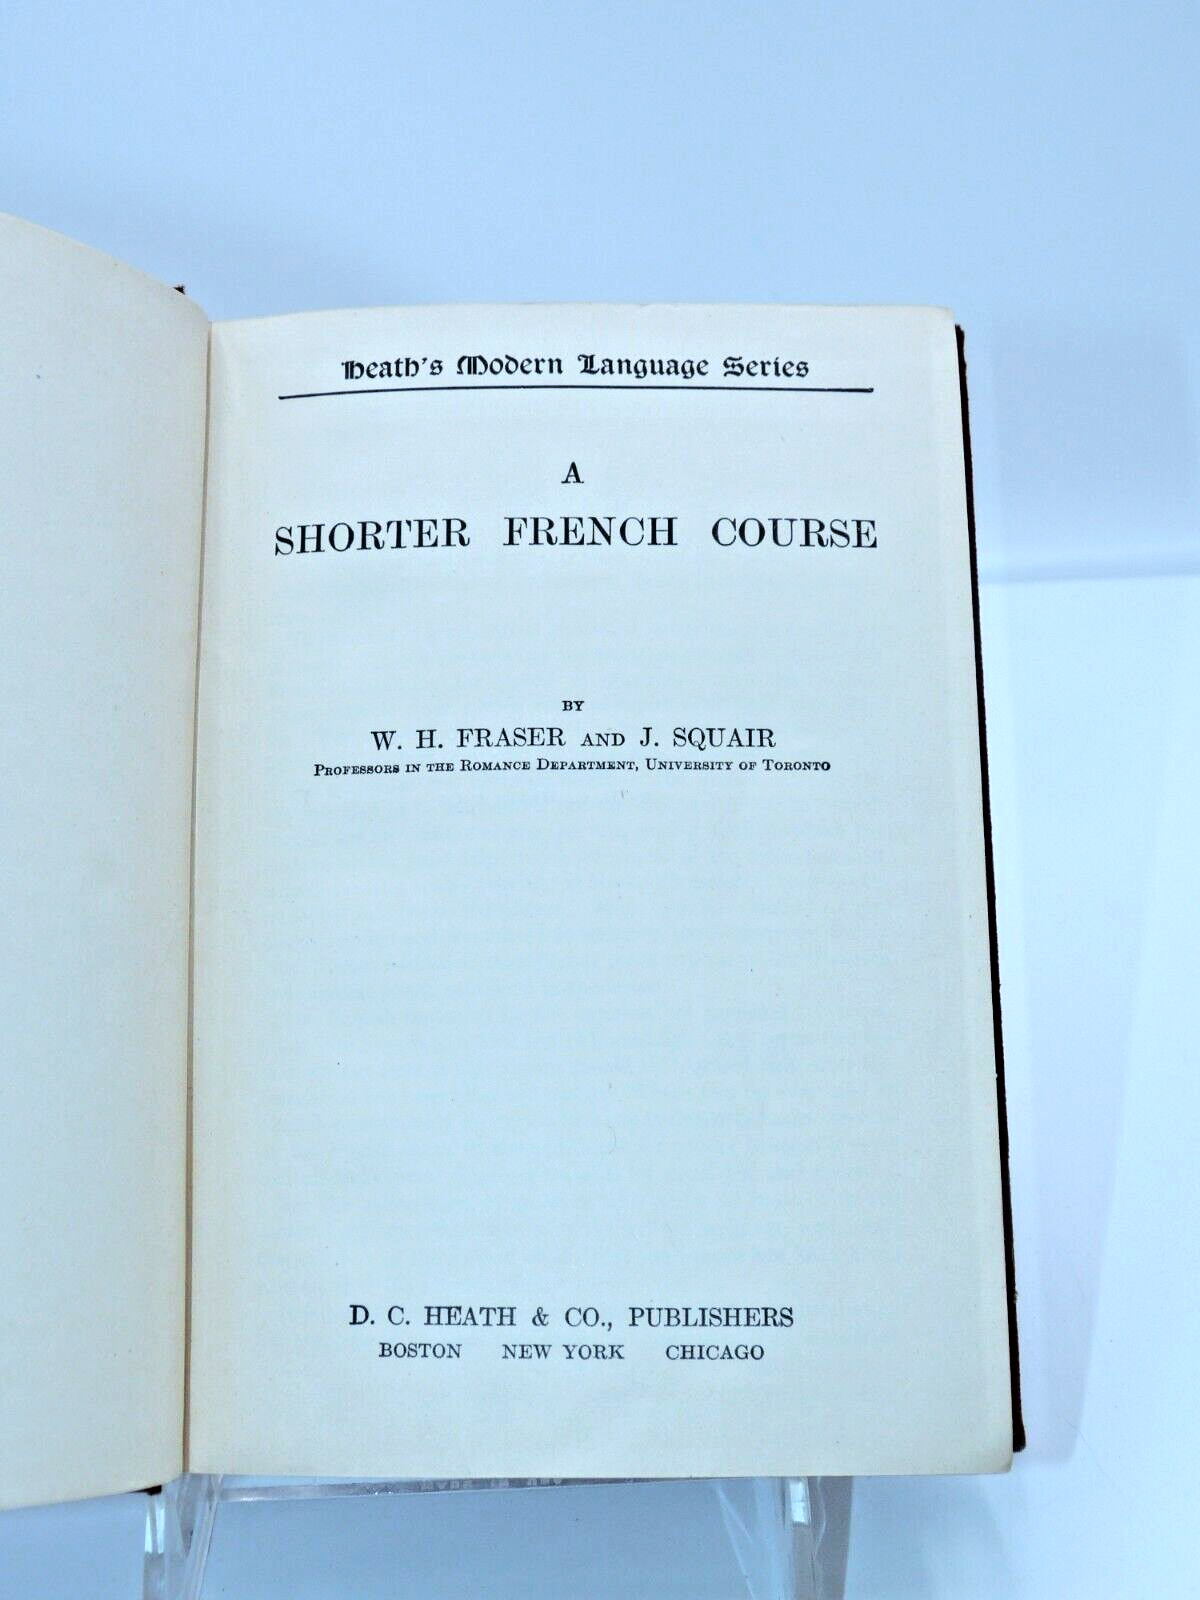 Heath's Modern Language Series
A
SHORTER FRENCH COURSE
BY
W. H. FRASER AND J. SQUAIR
PROFESSORS IN THE ROMANCE DEPARTMENT, UNIVERSITY OF TORONTO
D. C. HEATH & CO., PUBLISHERS
BOSTON NEW YORK CHICAGO